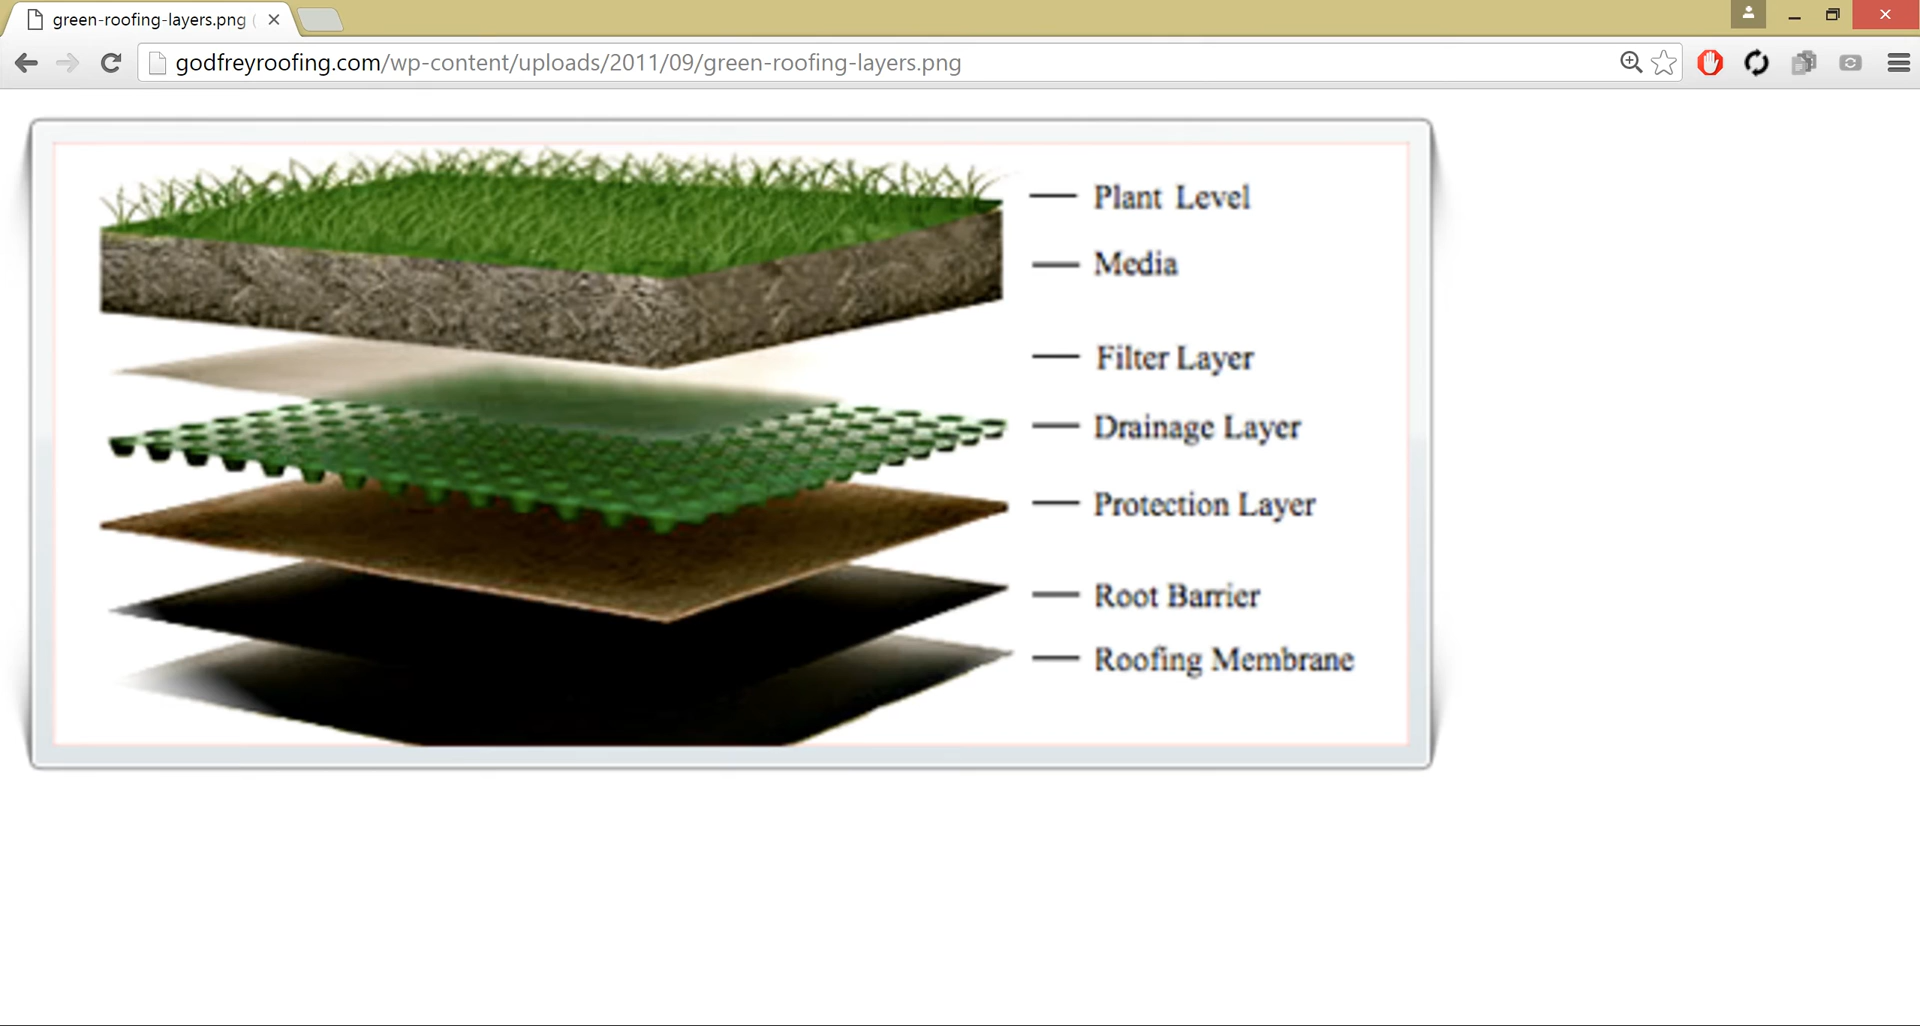 green-roofing-layers.png (
godfreyroofing.com/wp-content/uploads/2011/09/green-roofing-layers.png
Plant Level
Media
Filter Layer
Drainage Layer
Protection Layer
Root Barrier
Roofing Membrane